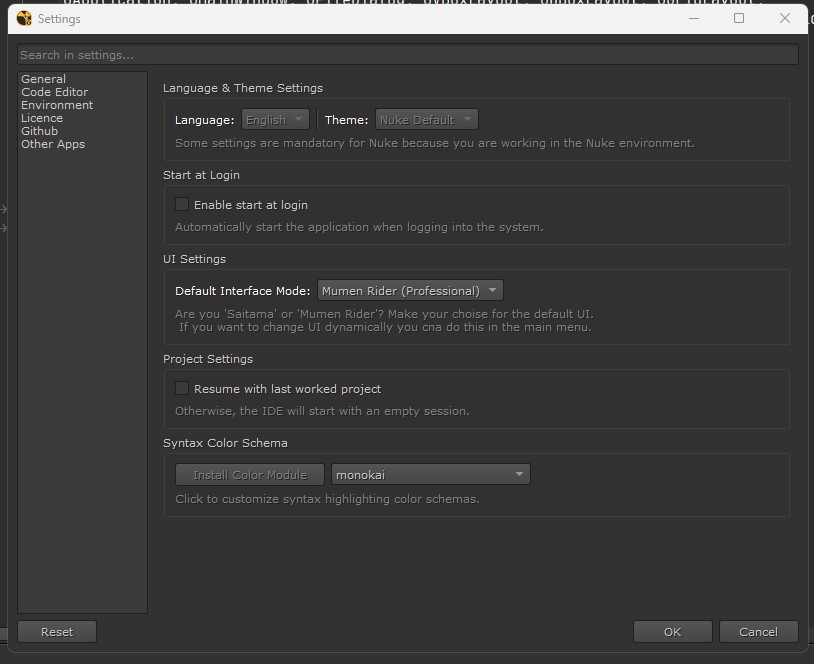 Settings
Search in settings...
General
Code Editor
Environment
Licence
Github
Other Apps
Language & Theme Settings
Language: English Theme: Nuke Default
Some settings are mandatory for Nuke because you are working in the Nuke environment.
Start at Login
Enable start at login
Automatically start the application when logging into the system.
UI Settings
Default Interface Mode: Mumen Rider (Professional)
Are you 'Saitama' or 'Mumen Rider'? Make your choise for the default UI.
If you want to change UI dynamically you cna do this in the main menu.
Project Settings
Resume with last worked project
Otherwise, the IDE will start with an empty session.
Syntax Color Schema
Install Color Module monokai
Click to customize syntax highlighting color schemas.
Reset OK Cancel